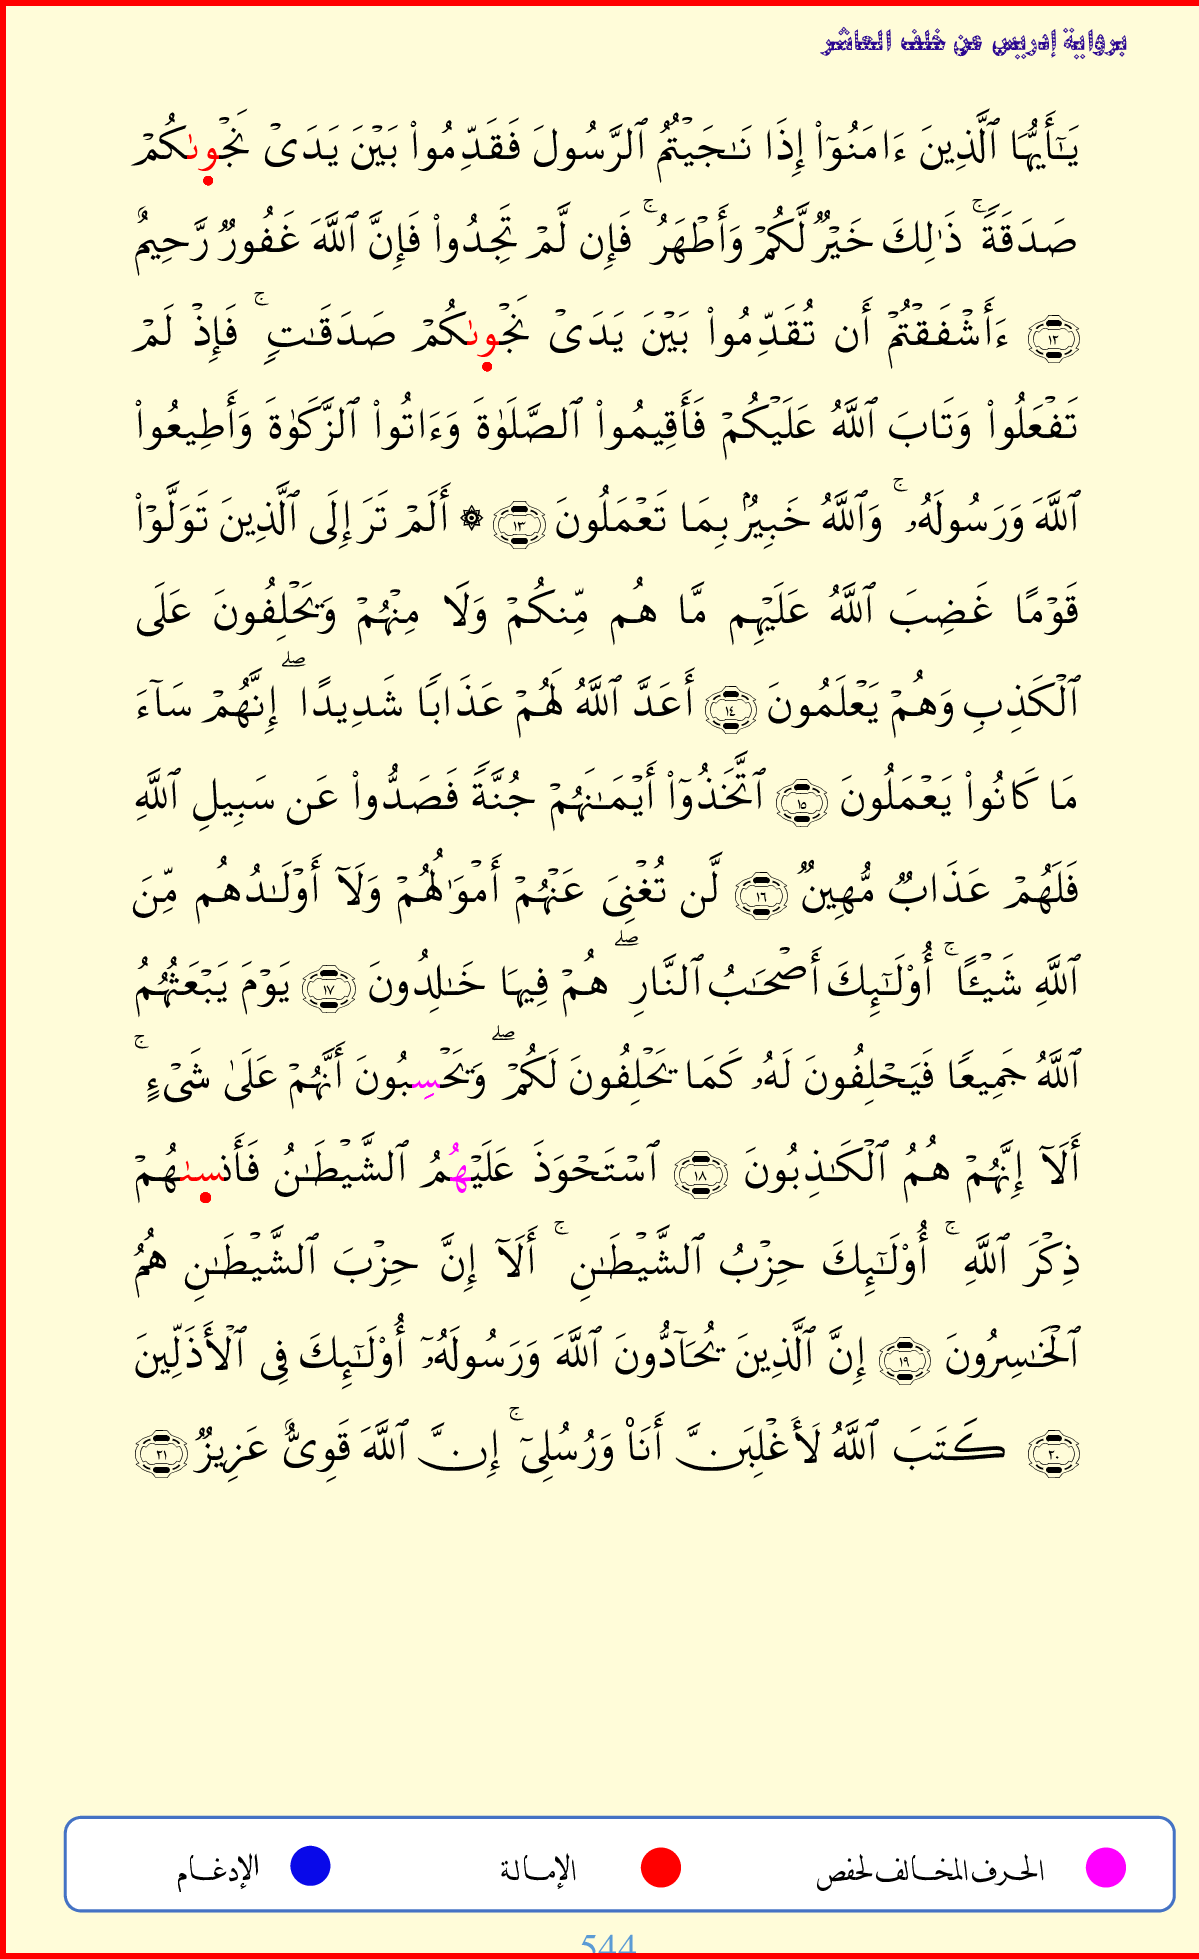 برواية إدريس عن خلف العاشر
يَـٰٓأَيُّهَا ٱلَّذِينَ ءَامَنُوٓا۟ إِذَا نَـٰجَيْتُمُ ٱلرَّسُولَ فَقَدِّمُوا۟ بَيْنَ يَدَىْ نَجْوىٰكُمْ
صَدَقَةً ۚ ذَٰلِكَ خَيْرٌ لَّكُمْ وَأَطْهَرُ ۚ فَإِن لَّمْ تَجِدُوا۟ فَإِنَّ ٱللَّهَ غَفُورٌ رَّحِيمٌ
١٢ ءَأَشْفَقْتُمْ أَن تُقَدِّمُوا۟ بَيْنَ يَدَىْ نَجْوىٰكُمْ صَدَقَـٰتٍ ۚ فَإِذْ لَمْ
تَفْعَلُوا۟ وَتَابَ ٱللَّهُ عَلَيْكُمْ فَأَقِيمُوا۟ ٱلصَّلَوٰةَ وَءَاتُوا۟ ٱلزَّكَوٰةَ وَأَطِيعُوا۟
ٱللَّهَ وَرَسُولَهُۥ ۚ وَٱللَّهُ خَبِيرٌۢ بِمَا تَعْمَلُونَ ١٣ ۞ أَلَمْ تَرَ إِلَى ٱلَّذِينَ تَوَلَّوْا۟
قَوْمًا غَضِبَ ٱللَّهُ عَلَيْهِم مَّا هُم مِّنكُمْ وَلَا مِنْهُمْ وَيَحْلِفُونَ عَلَى
ٱلْكَذِبِ وَهُمْ يَعْلَمُونَ ١٤ أَعَدَّ ٱللَّهُ لَهُمْ عَذَابًا شَدِيدًا ۖ إِنَّهُمْ سَآءَ
مَا كَانُوا۟ يَعْمَلُونَ ١٥ ٱتَّخَذُوٓا۟ أَيْمَـٰنَهُمْ جُنَّةً فَصَدُّوا۟ عَن سَبِيلِ ٱللَّهِ
فَلَهُمْ عَذَابٌ مُّهِينٌ ١٦ لَّن تُغْنِىَ عَنْهُمْ أَمْوَٰلُهُمْ وَلَآ أَوْلَـٰدُهُم مِّنَ
ٱللَّهِ شَيْـًٔا ۚ أُو۟لَـٰٓئِكَ أَصْحَـٰبُ ٱلنَّارِ ۖ هُمْ فِيهَا خَـٰلِدُونَ ١٧ يَوْمَ يَبْعَثُهُمُ
ٱللَّهُ جَمِيعًا فَيَحْلِفُونَ لَهُۥ كَمَا يَحْلِفُونَ لَكُمْ ۖ وَيَحْسِبُونَ أَنَّهُمْ عَلَىٰ شَىْءٍ ۚ
أَلَآ إِنَّهُمْ هُمُ ٱلْكَـٰذِبُونَ ١٨ ٱسْتَحْوَذَ عَلَيْهُمُ ٱلشَّيْطَـٰنُ فَأَنسىٰهُمْ
ذِكْرَ ٱللَّهِ ۚ أُو۟لَـٰٓئِكَ حِزْبُ ٱلشَّيْطَـٰنِ ۚ أَلَآ إِنَّ حِزْبَ ٱلشَّيْطَـٰنِ هُمُ
ٱلْخَـٰسِرُونَ ١٩ إِنَّ ٱلَّذِينَ يُحَآدُّونَ ٱللَّهَ وَرَسُولَهُۥٓ أُو۟لَـٰٓئِكَ فِى ٱلْأَذَلِّينَ
٢٠ كَتَبَ ٱللَّهُ لَأَغْلِبَنَّ أَنَا۠ وَرُسُلِىٓ ۚ إِنَّ ٱللَّهَ قَوِىٌّ عَزِيزٌ ٢١
الحرف المخالف لحفص الإمالة الإدغام
544